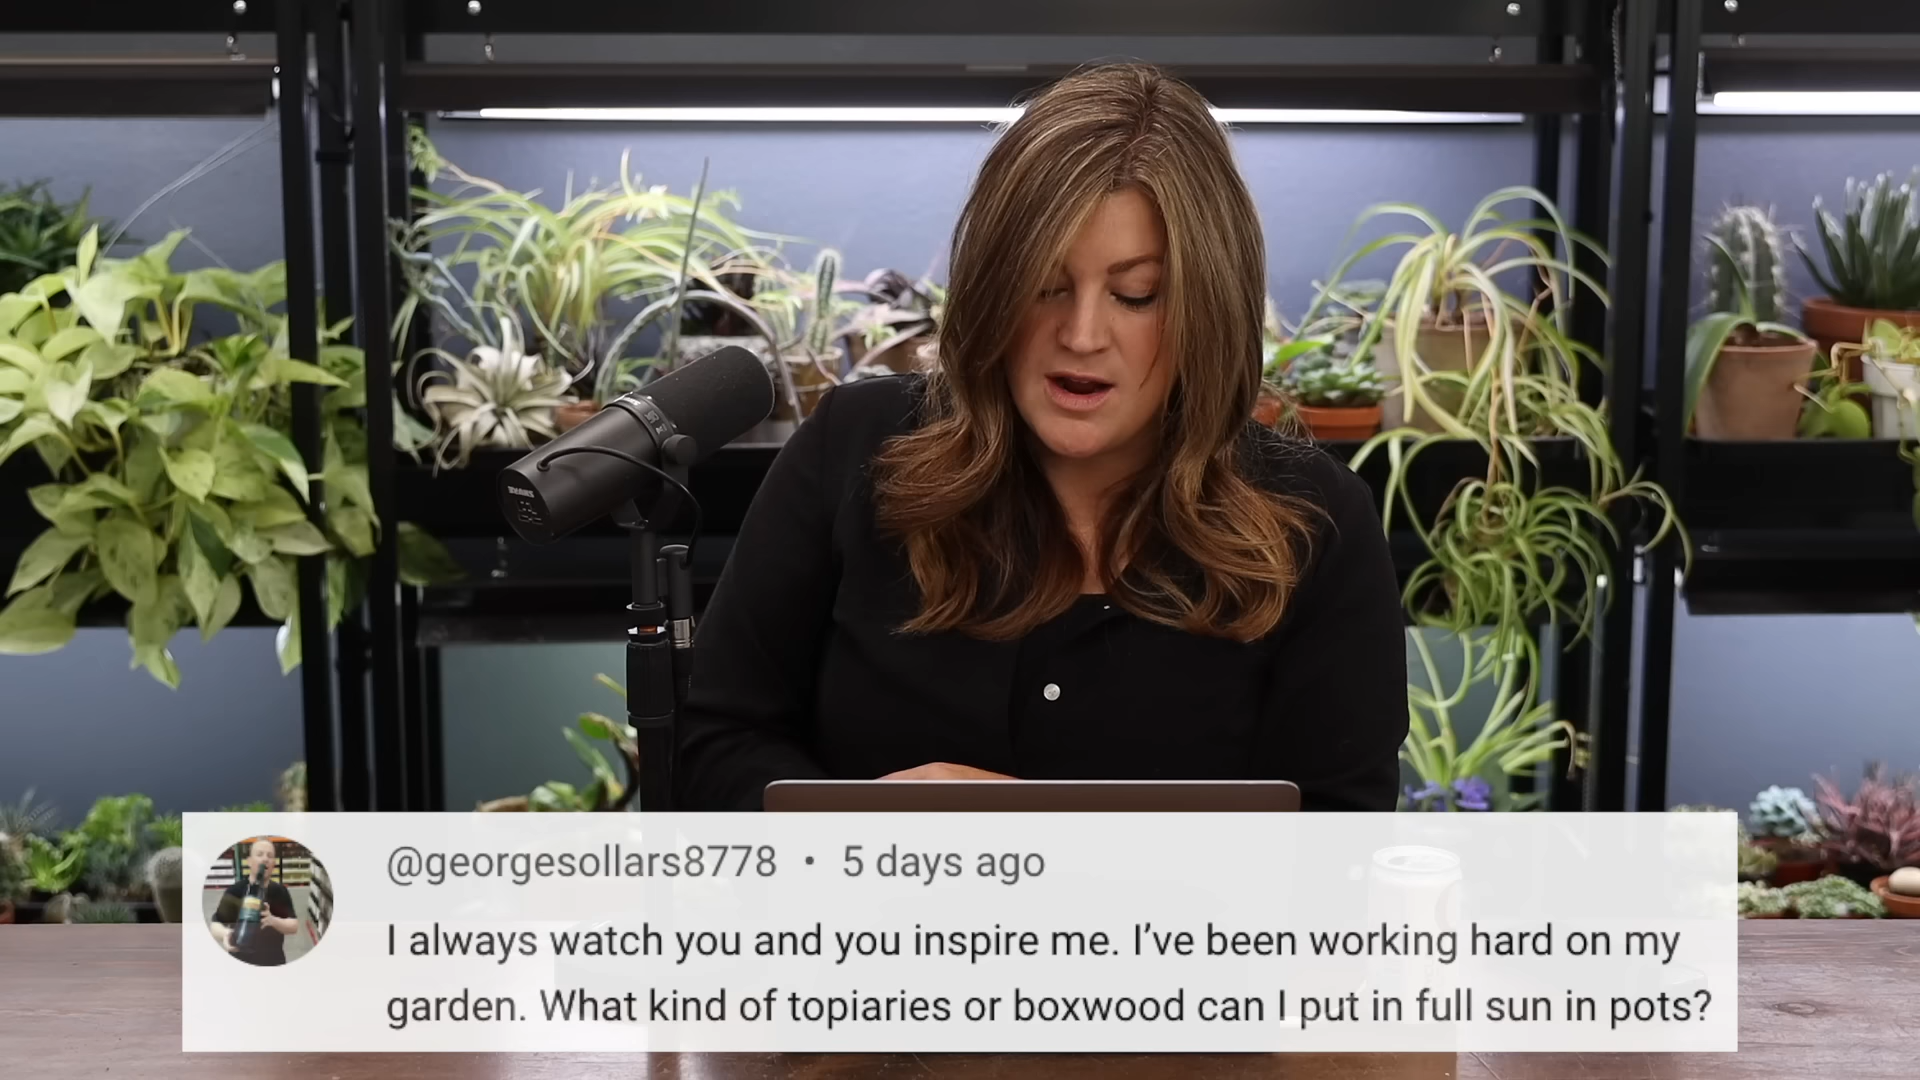 @georgesollars8778 • 5 days ago
I always watch you and you inspire me. I’ve been working hard on my
garden. What kind of topiaries or boxwood can I put in full sun in pots?
SHURE